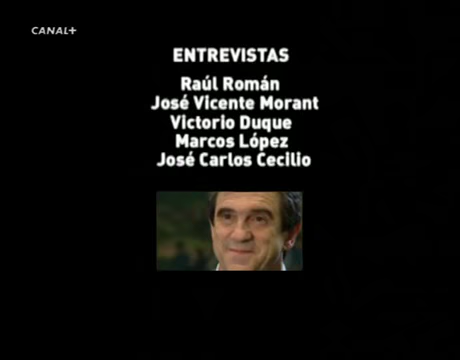 CANAL+
ENTREVISTAS
Raúl Román
José Vicente Morant
Victorio Duque
Marcos López
José Carlos Cecilio